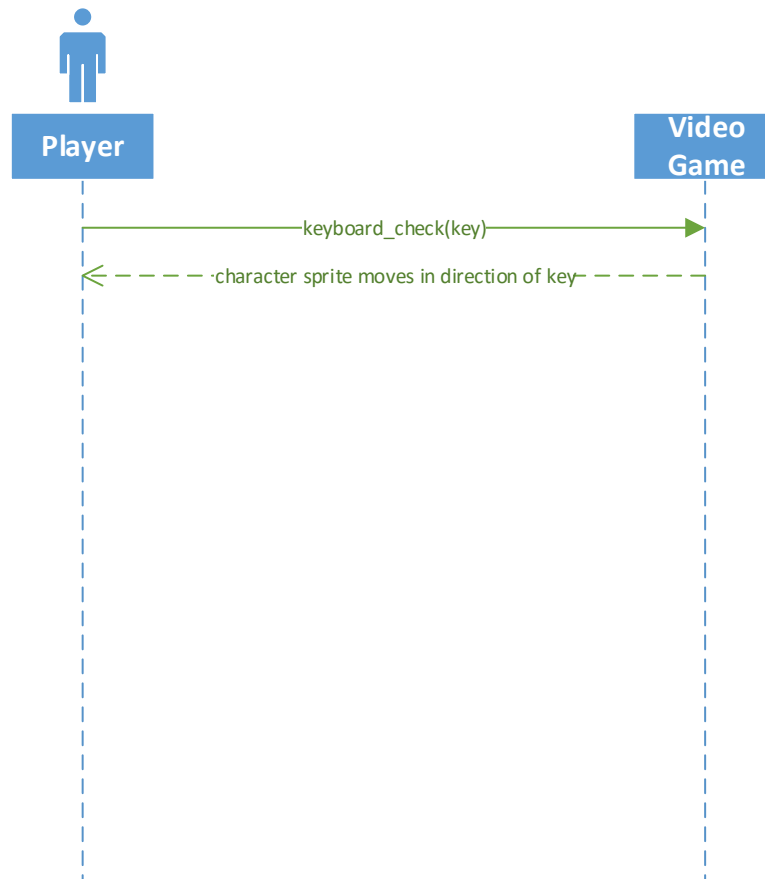 Player
Video
Game
keyboard_check(key)
character sprite moves in direction of key